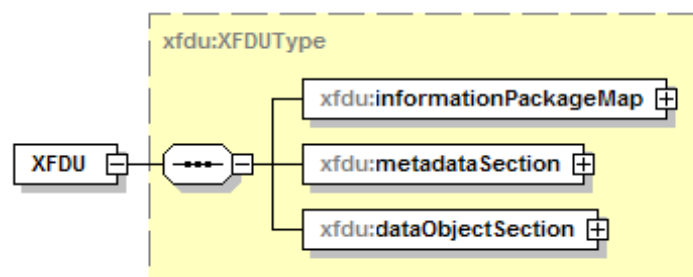 xfdu:XFDUType
xfdu:informationPackageMap
XFDU
xfdu:metadataSection
xfdu:dataObjectSection